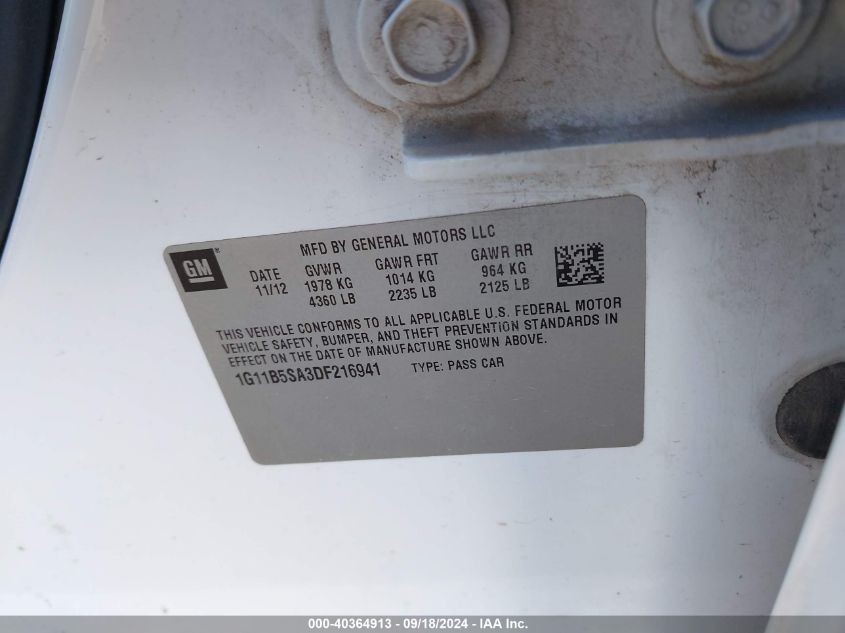 GM
MFD BY GENERAL MOTORS LLC
DATE GVWR GAWR FRT GAWR RR
11/12 1978 KG 1014 KG 964 KG
4360 LB 2235 LB 2125 LB
THIS VEHICLE CONFORMS TO ALL APPLICABLE U.S. FEDERAL MOTOR
VEHICLE SAFETY, BUMPER, AND THEFT PREVENTION STANDARDS IN
EFFECT ON THE DATE OF MANUFACTURE SHOWN ABOVE.
1G11B5SA3DF216941 TYPE: PASS CAR
000-40364913 - 09/18/2024 - IAA Inc.